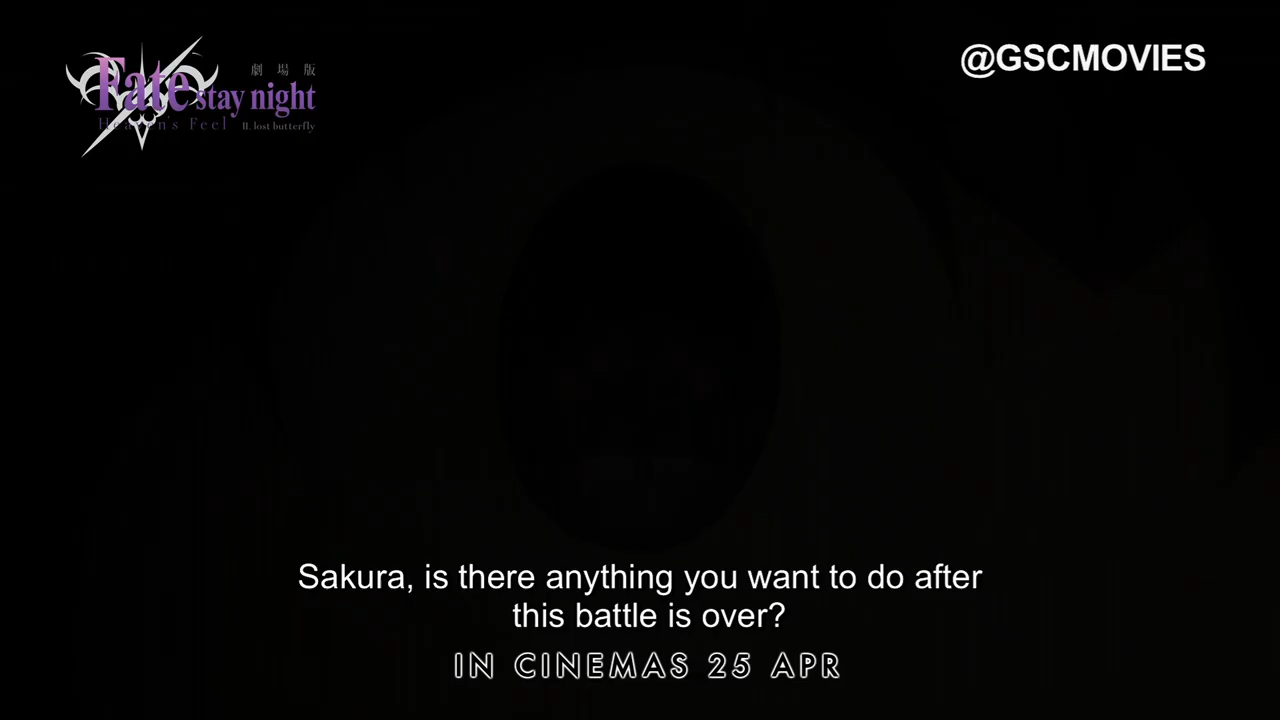 劇場版
@GSCMOVIES
Fate
stay night
Heaven's Feel II. lost butterfly
Sakura, is there anything you want to do after
this battle is over?
IN CINEMAS 25 APR